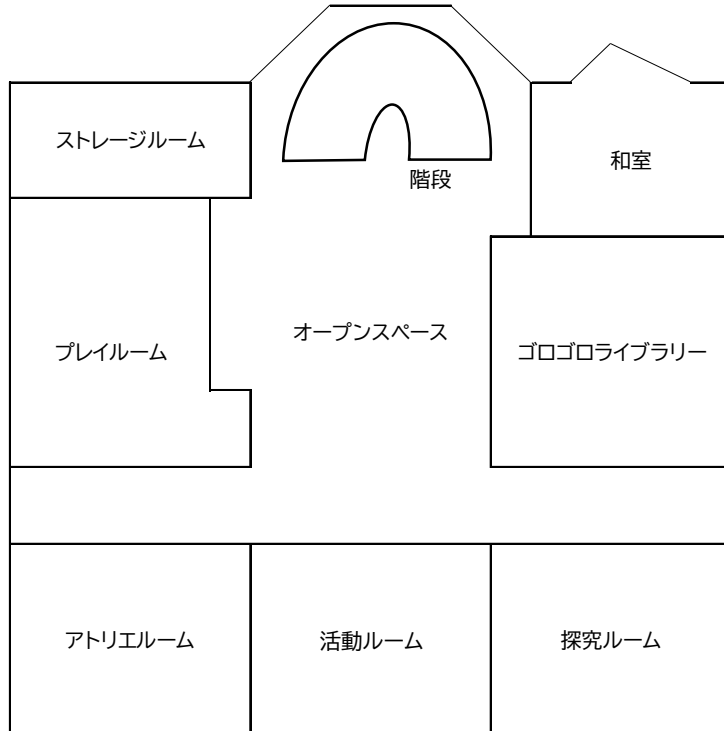 ストレージルーム
和室
階段
オープンスペース
プレイルーム
ゴロゴロライブラリー
アトリエルーム
活動ルーム
探究ルーム